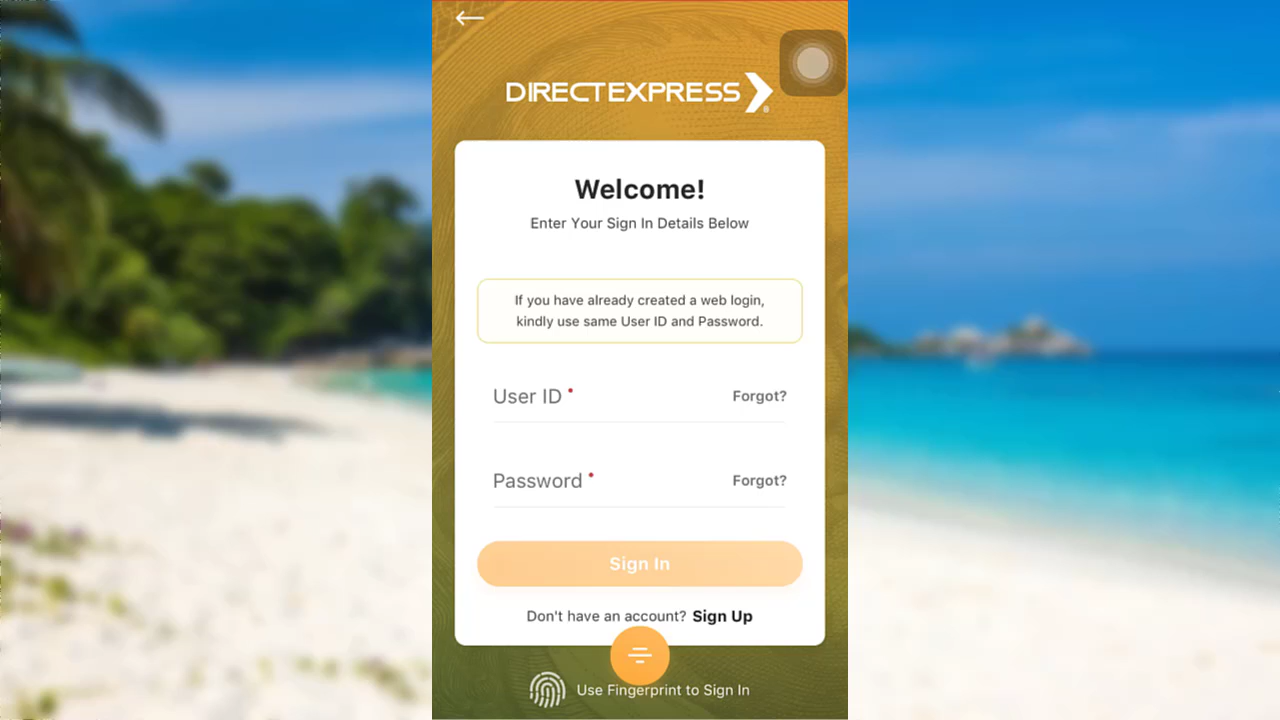 DIRECTEXPRESS
®
Welcome!
Enter Your Sign In Details Below
If you have already created a web login,
kindly use same User ID and Password.
User ID • Forgot?
Password • Forgot?
Sign In
Don't have an account? Sign Up
Use Fingerprint to Sign In